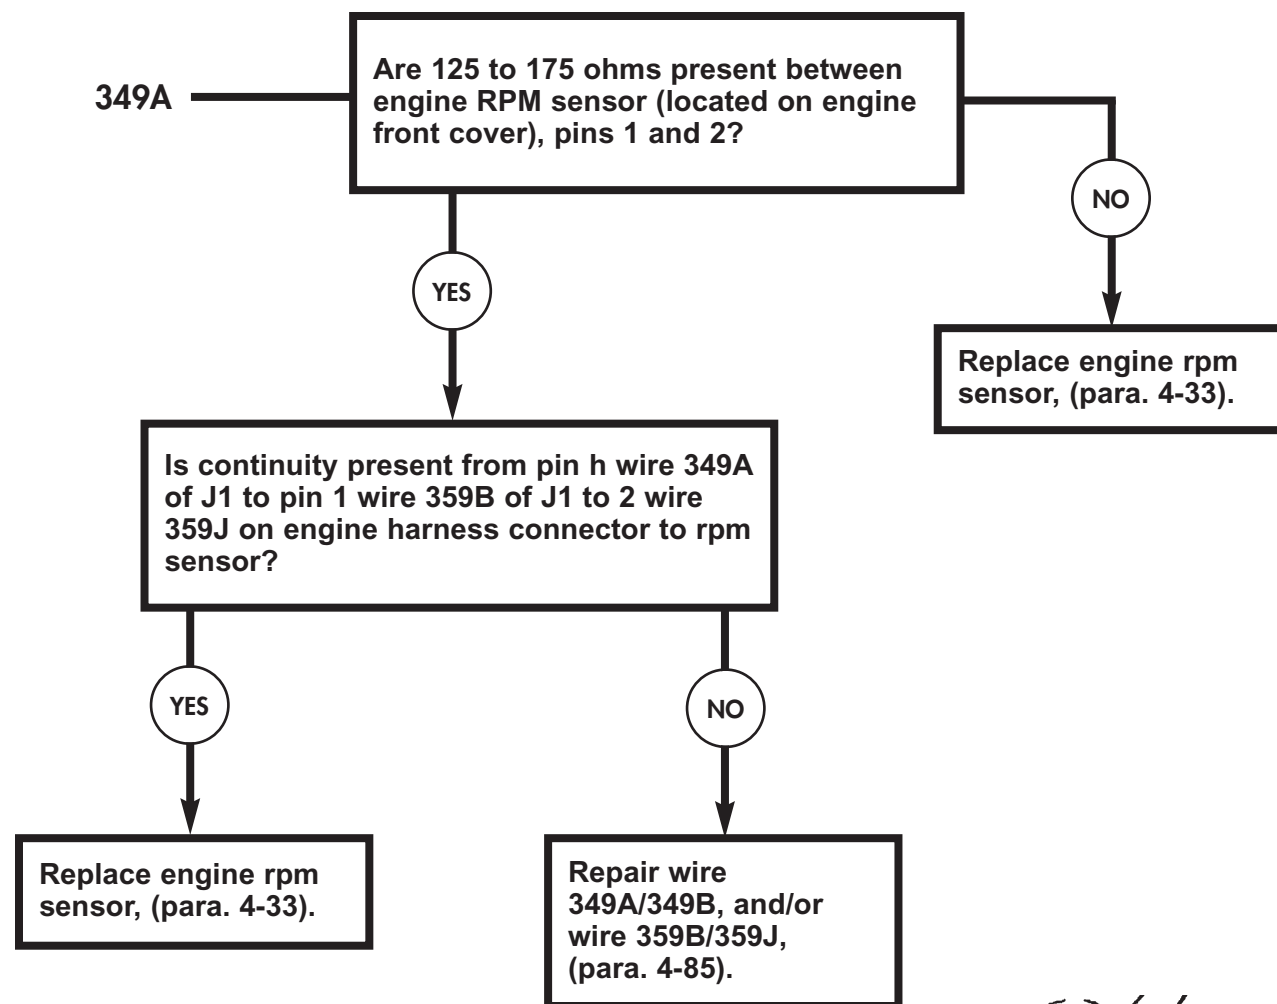 349A
Are 125 to 175 ohms present between
engine RPM sensor (located on engine
front cover), pins 1 and 2?
NO
YES
Replace engine rpm
sensor, (para. 4-33).
Is continuity present from pin h wire 349A
of J1 to pin 1 wire 359B of J1 to 2 wire
359J on engine harness connector to rpm
sensor?
YES
NO
Replace engine rpm
sensor, (para. 4-33).
Repair wire
349A/349B, and/or
wire 359B/359J,
(para. 4-85).